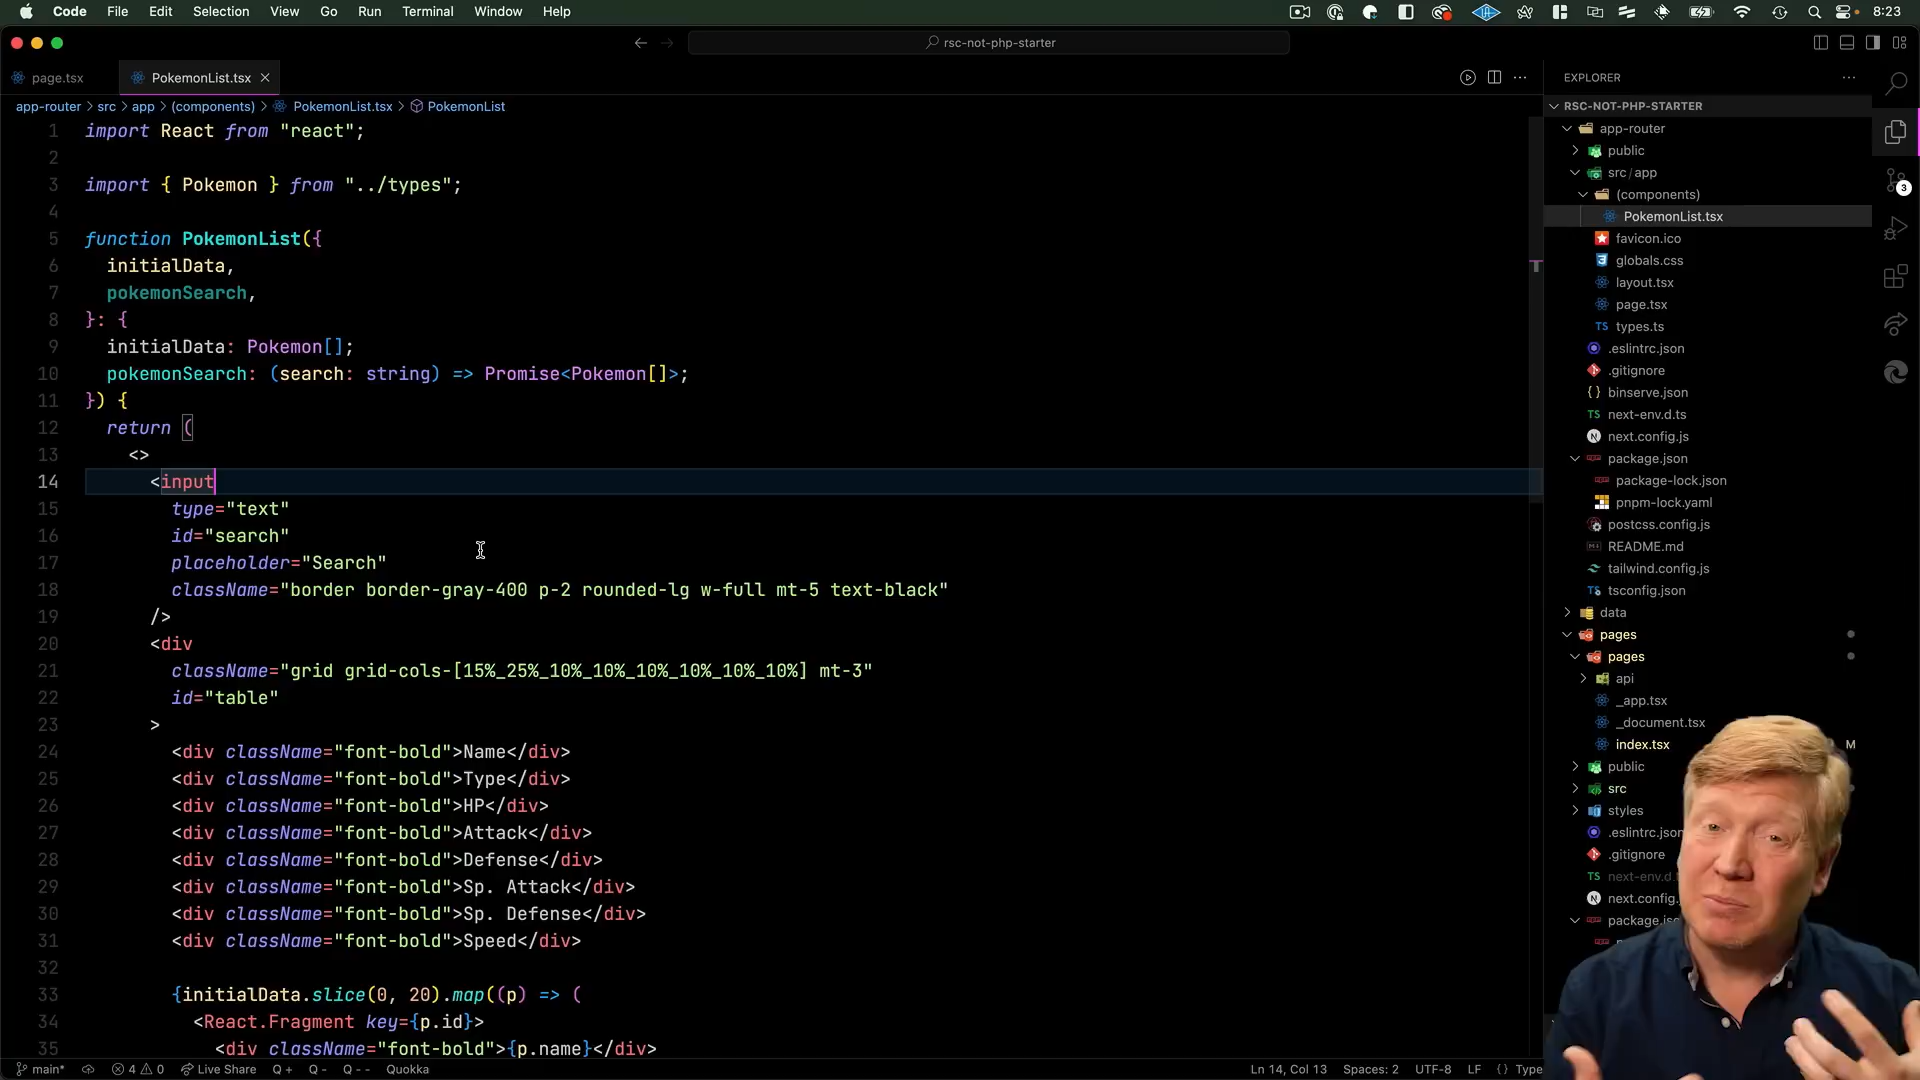 Code File Edit Selection View Go Run Terminal Window Help 8:23
rsc-not-php-starter
page.tsx PokemonList.tsx
app-router > src > app > (components) > PokemonList.tsx > PokemonList
1 import React from "react";
2
3 import { Pokemon } from "../types";
4
5 function PokemonList({
6 initialData,
7 pokemonSearch,
8 }: {
9 initialData: Pokemon[];
10 pokemonSearch: (search: string) => Promise<Pokemon[]>;
11 }) {
12 return (
13 <>
14 <input
15 type="text"
16 id="search"
17 placeholder="Search"
18 className="border border-gray-400 p-2 rounded-lg w-full mt-5 text-black"
19 />
20 <div
21 className="grid grid-cols-[15%_25%_10%_10%_10%_10%_10%_10%] mt-3"
22 id="table"
23 >
24 <div className="font-bold">Name</div>
25 <div className="font-bold">Type</div>
26 <div className="font-bold">HP</div>
27 <div className="font-bold">Attack</div>
28 <div className="font-bold">Defense</div>
29 <div className="font-bold">Sp. Attack</div>
30 <div className="font-bold">Sp. Defense</div>
31 <div className="font-bold">Speed</div>
32
33 {initialData.slice(0, 20).map((p) => (
34 <React.Fragment key={p.id}>
35 <div className="font-bold">{p.name}</div>
EXPLORER
RSC-NOT-PHP-STARTER
app-router
public
src/app
(components)
PokemonList.tsx
favicon.ico
globals.css
layout.tsx
page.tsx
TS types.ts
.eslintrc.json
.gitignore
{ } binserve.json
TS next-env.d.ts
N next.config.js
package.json
package-lock.json
pnpm-lock.yaml
postcss.config.js
README.md
tailwind.config.js
tsconfig.json
data
pages
pages
api
_app.tsx
_document.tsx
index.tsx M
public
src
styles
.eslintrc.json
.gitignore
TS next-env.d.t
N next.config.
package.jso
3
main* 4 0 Live Share Q + Q - Q - - Quokka Ln 14, Col 13 Spaces: 2 UTF-8 LF { } Type